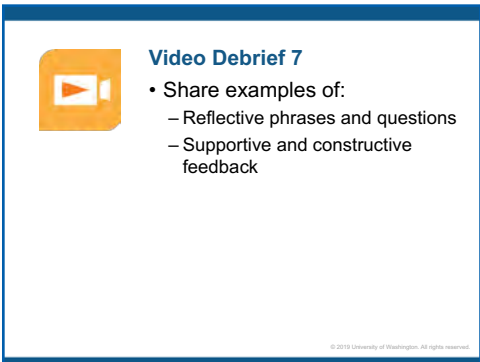 Video Debrief 7
• Share examples of:
– Reflective phrases and questions
– Supportive and constructive
feedback
© 2019 University of Washington. All rights reserved.